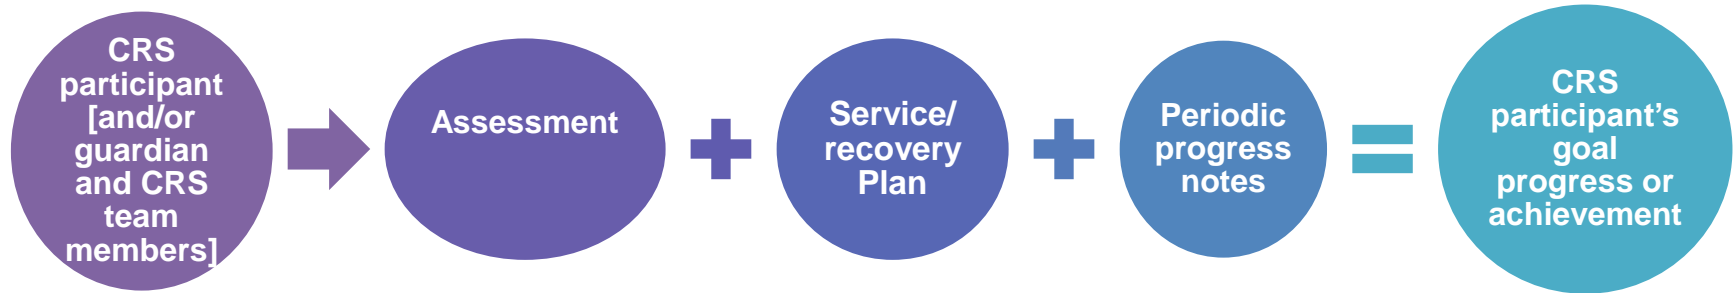 CRS
participant
[and/or
guardian
and CRS
team
members]
Assessment
Service/
recovery
Plan
Periodic
progress
notes
CRS
participant’s
goal
progress or
achievement